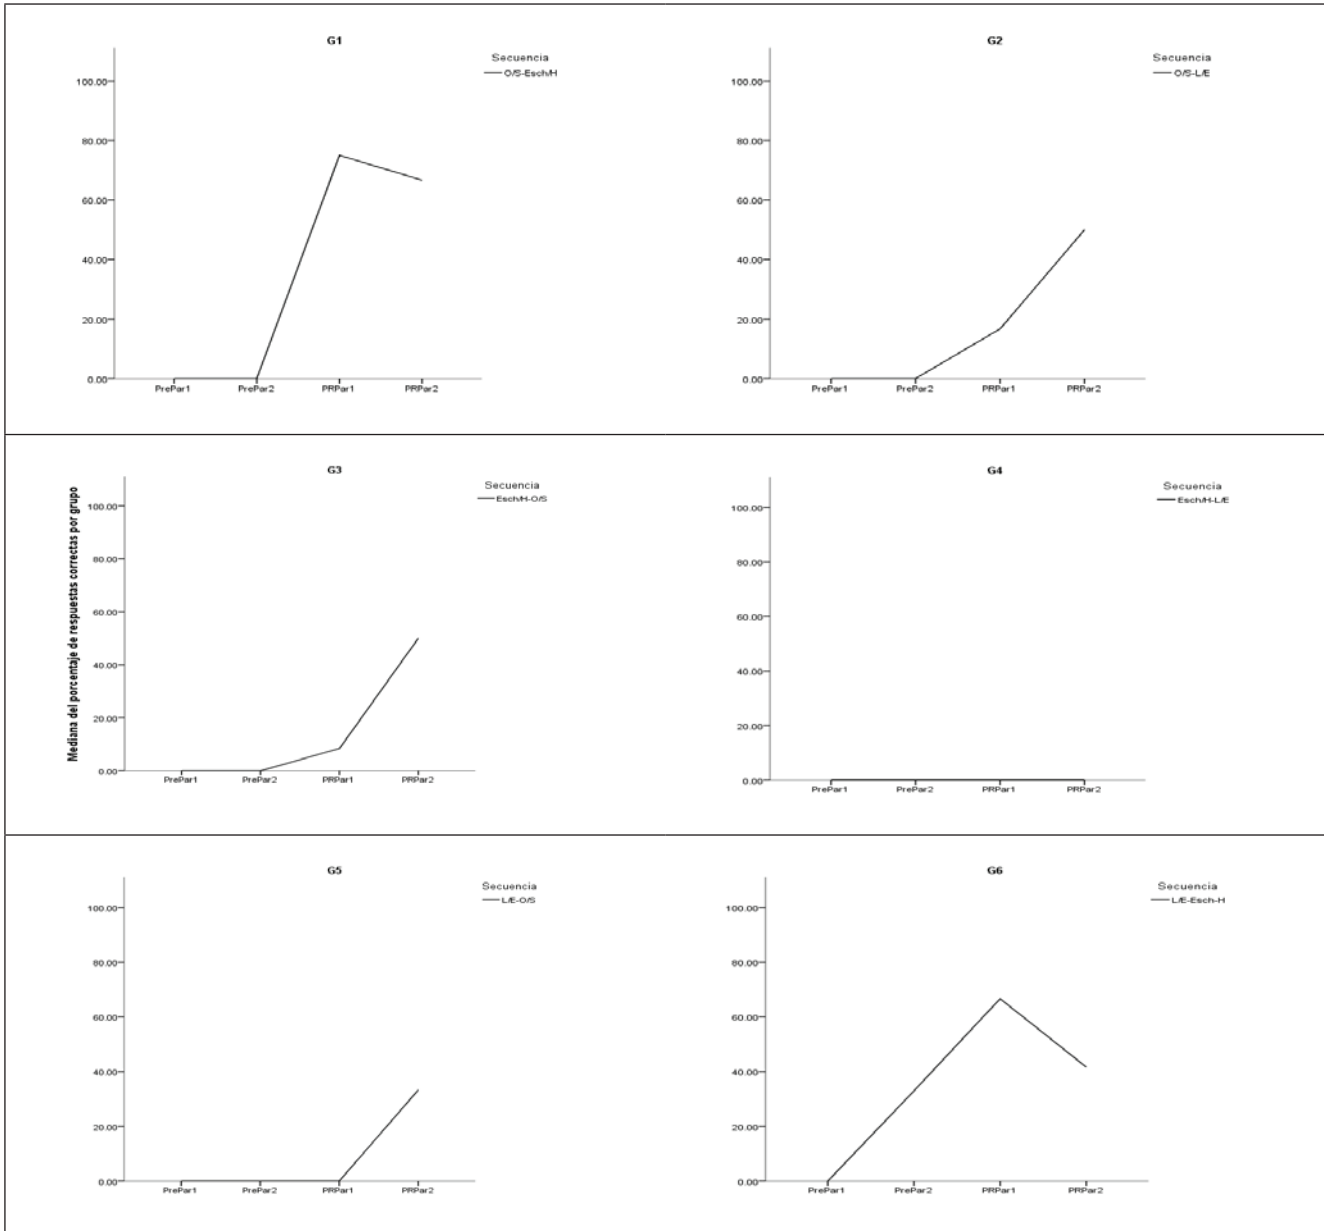 G1
Secuencia
O/S-Esch/H
100.00
80.00
60.00
40.00
20.00
0.00
PrePar1 PrePar2 PRPar1 PRPar2
G2
Secuencia
O/S-L/E
100.00
80.00
60.00
40.00
20.00
0.00
PrePar1 PrePar2 PRPar1 PRPar2
Mediana del porcentaje de respuestas correctas por grupo
G3
Secuencia
Esch/H-O/S
100.00
80.00
60.00
40.00
20.00
0.00
PrePar1 PrePar2 PRPar1 PRPar2
G4
Secuencia
Esch/H-L/E
100.00
80.00
60.00
40.00
20.00
0.00
PrePar1 PrePar2 PRPar1 PRPar2
G5
Secuencia
L/E-O/S
100.00
80.00
60.00
40.00
20.00
0.00
PrePar1 PrePar2 PRPar1 PRPar2
G6
Secuencia
L/E-Esch-H
100.00
80.00
60.00
40.00
20.00
0.00
PrePar1 PrePar2 PRPar1 PRPar2